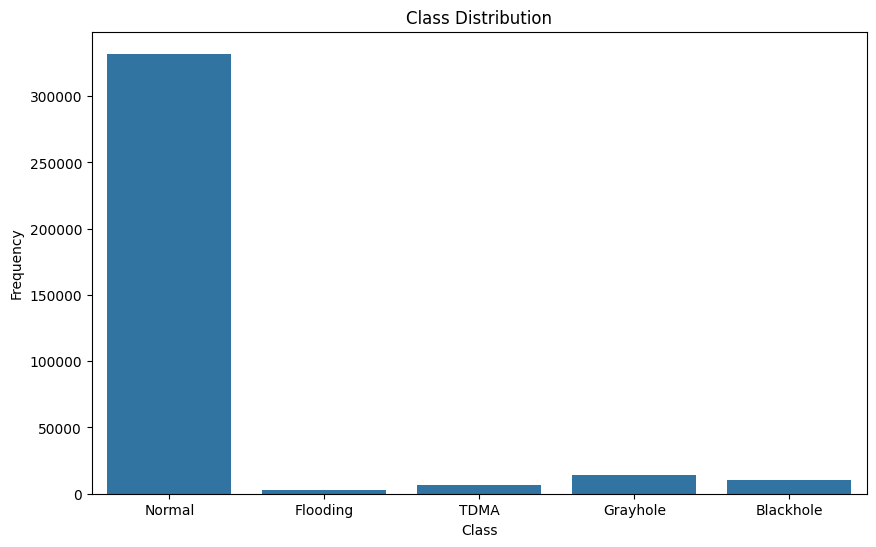 Class Distribution
Frequency
300000
250000
200000
150000
100000
50000
0
Normal Flooding TDMA Grayhole Blackhole
Class